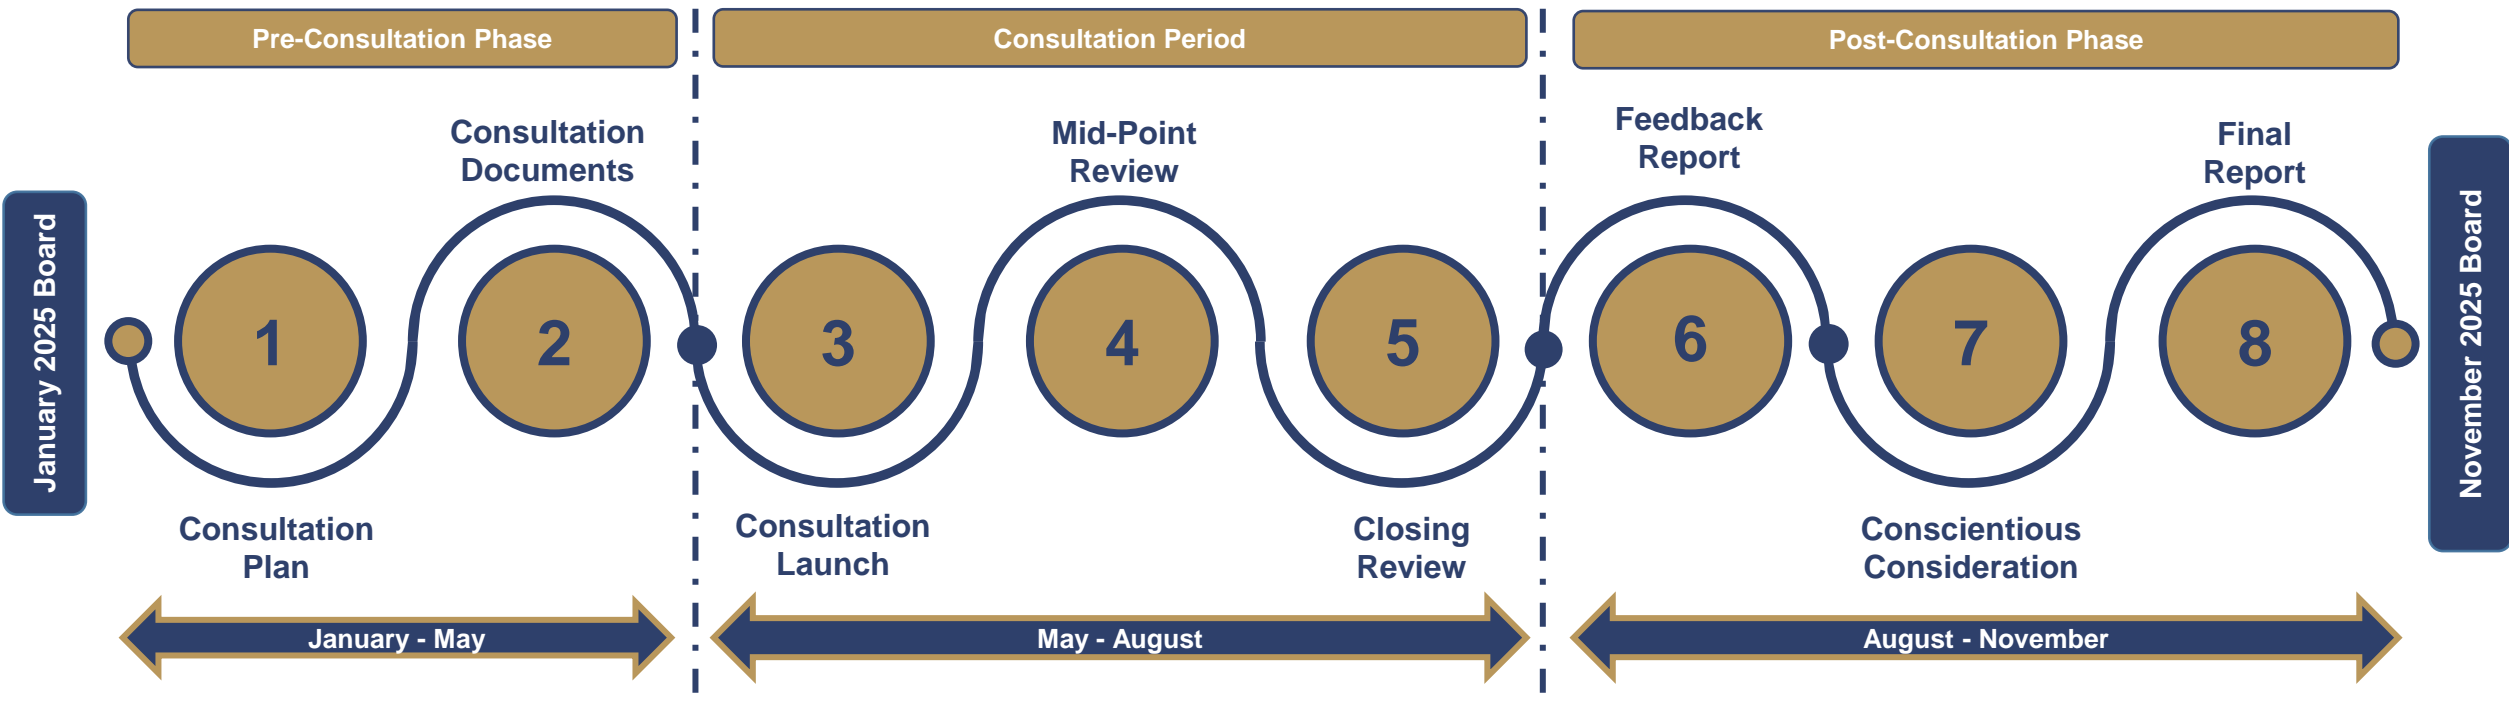 Pre-Consultation Phase
Consultation Period
Post-Consultation Phase
January 2025 Board
Consultation
Documents
Mid-Point
Review
Feedback
Report
Final
Report
November 2025 Board
1
2
3
4
5
6
7
8
Consultation
Plan
Consultation
Launch
Closing
Review
Conscientious
Consideration
January - May
May - August
August - November